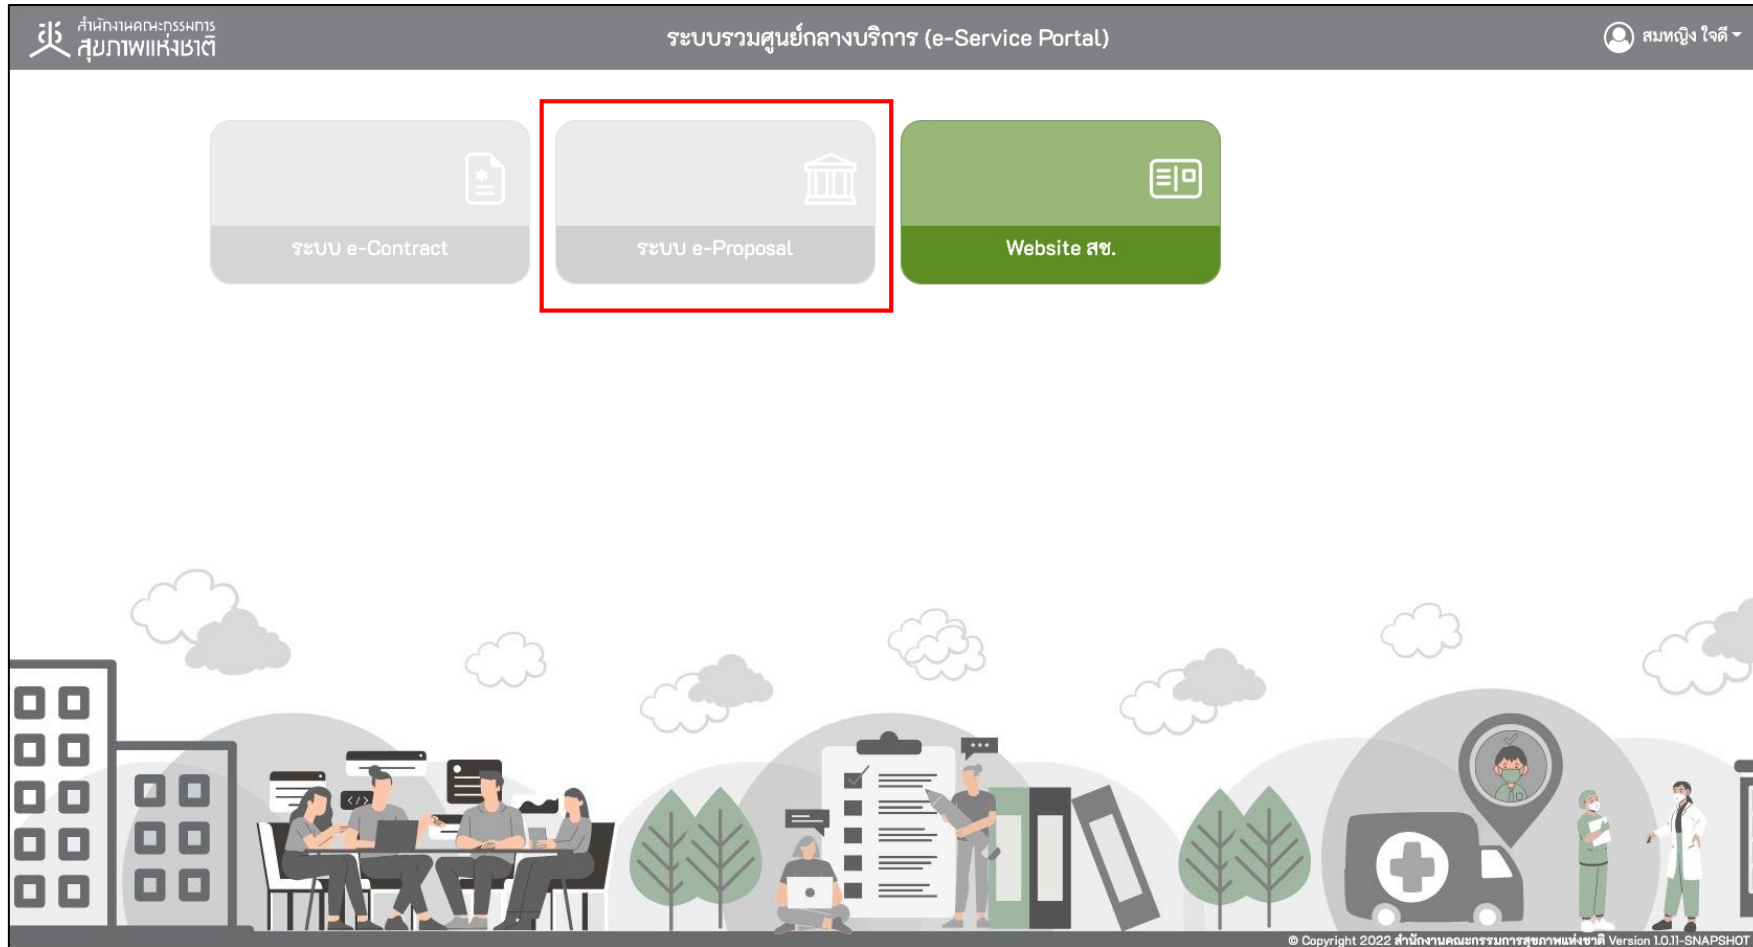 สำนักงานคณะกรรมการ
สุขภาพแห่งชาติ
ระบบรวมศูนย์กลางบริการ (e-Service Portal)
สมหญิง ใจดี
ระบบ e-Contract
ระบบ e-Proposal
Website สช.
© Copyright 2022 สำนักงานคณะกรรมการสุขภาพแห่งชาติ Version 1.0.11-SNAPSHOT